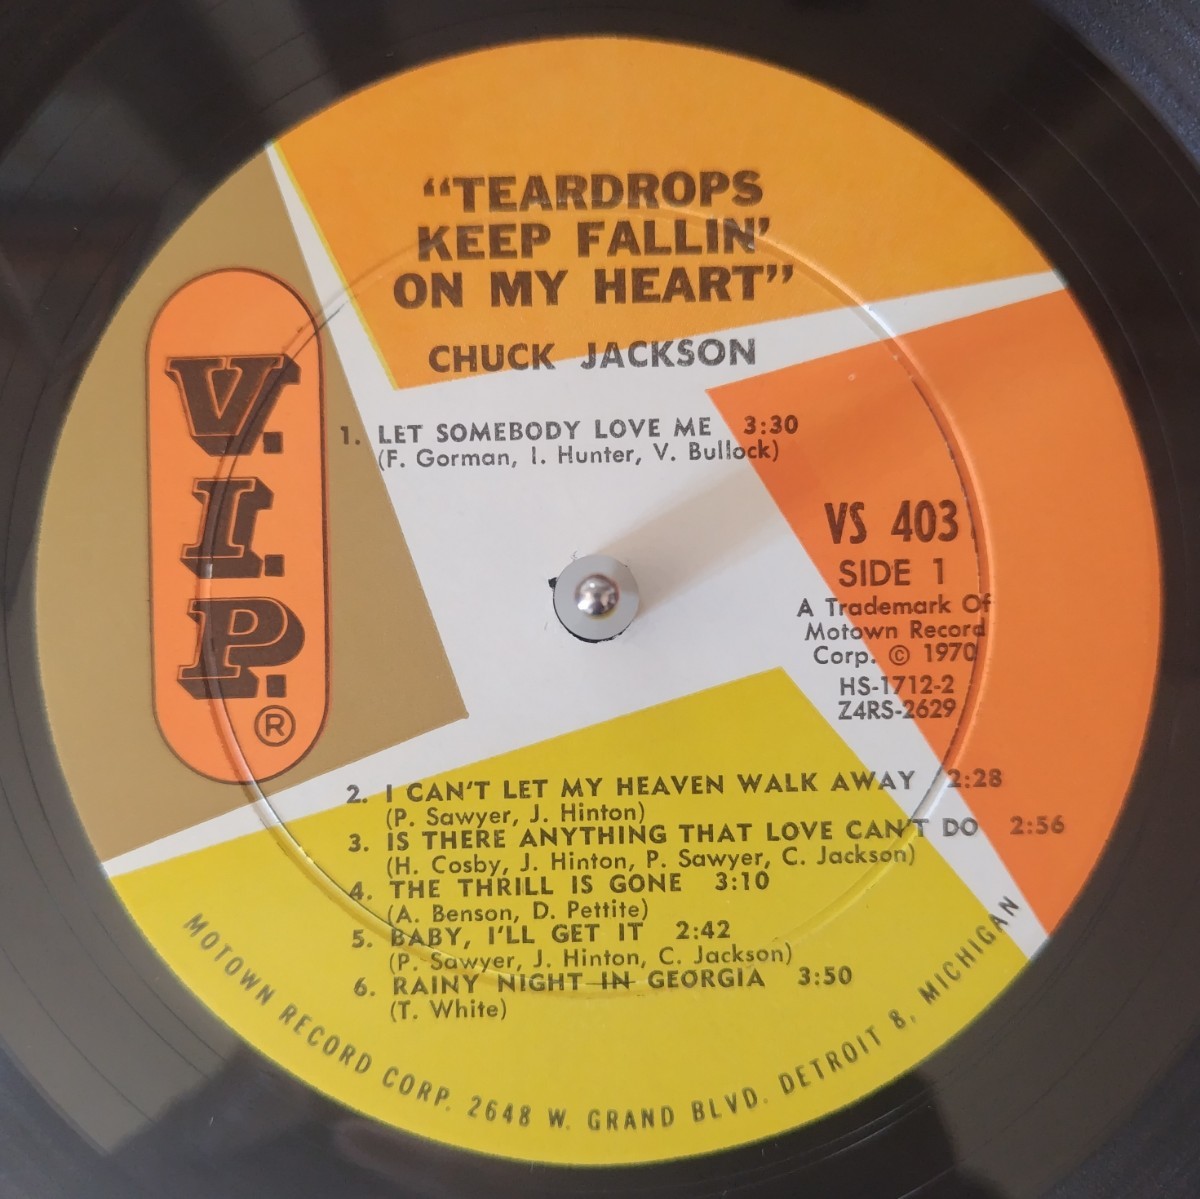 "TEARDROPS
KEEP FALLIN'
ON MY HEART"
CHUCK JACKSON
V.I.P.®
1. LET SOMEBODY LOVE ME 3:30
(F. Gorman, I. Hunter, V. Bullock)
VS 403
SIDE 1
A Trademark Of
Motown Record
Corp. © 1970
HS-1712-2
Z4RS-2629
2. I CAN'T LET MY HEAVEN WALK AWAY 2:28
(P. Sawyer, J. Hinton)
3. IS THERE ANYTHING THAT LOVE CAN'T DO 2:56
(H. Cosby, J. Hinton, P. Sawyer, C. Jackson)
4. THE THRILL IS GONE 3:10
(A. Benson, D. Pettite)
5. BABY, I'LL GET IT 2:42
(P. Sawyer, J. Hinton, C. Jackson)
6. RAINY NIGHT IN GEORGIA 3:50
(T. White)
MOTOWN RECORD CORP. 2648 W. GRAND BLVD. DETROIT 8, MICHIGAN